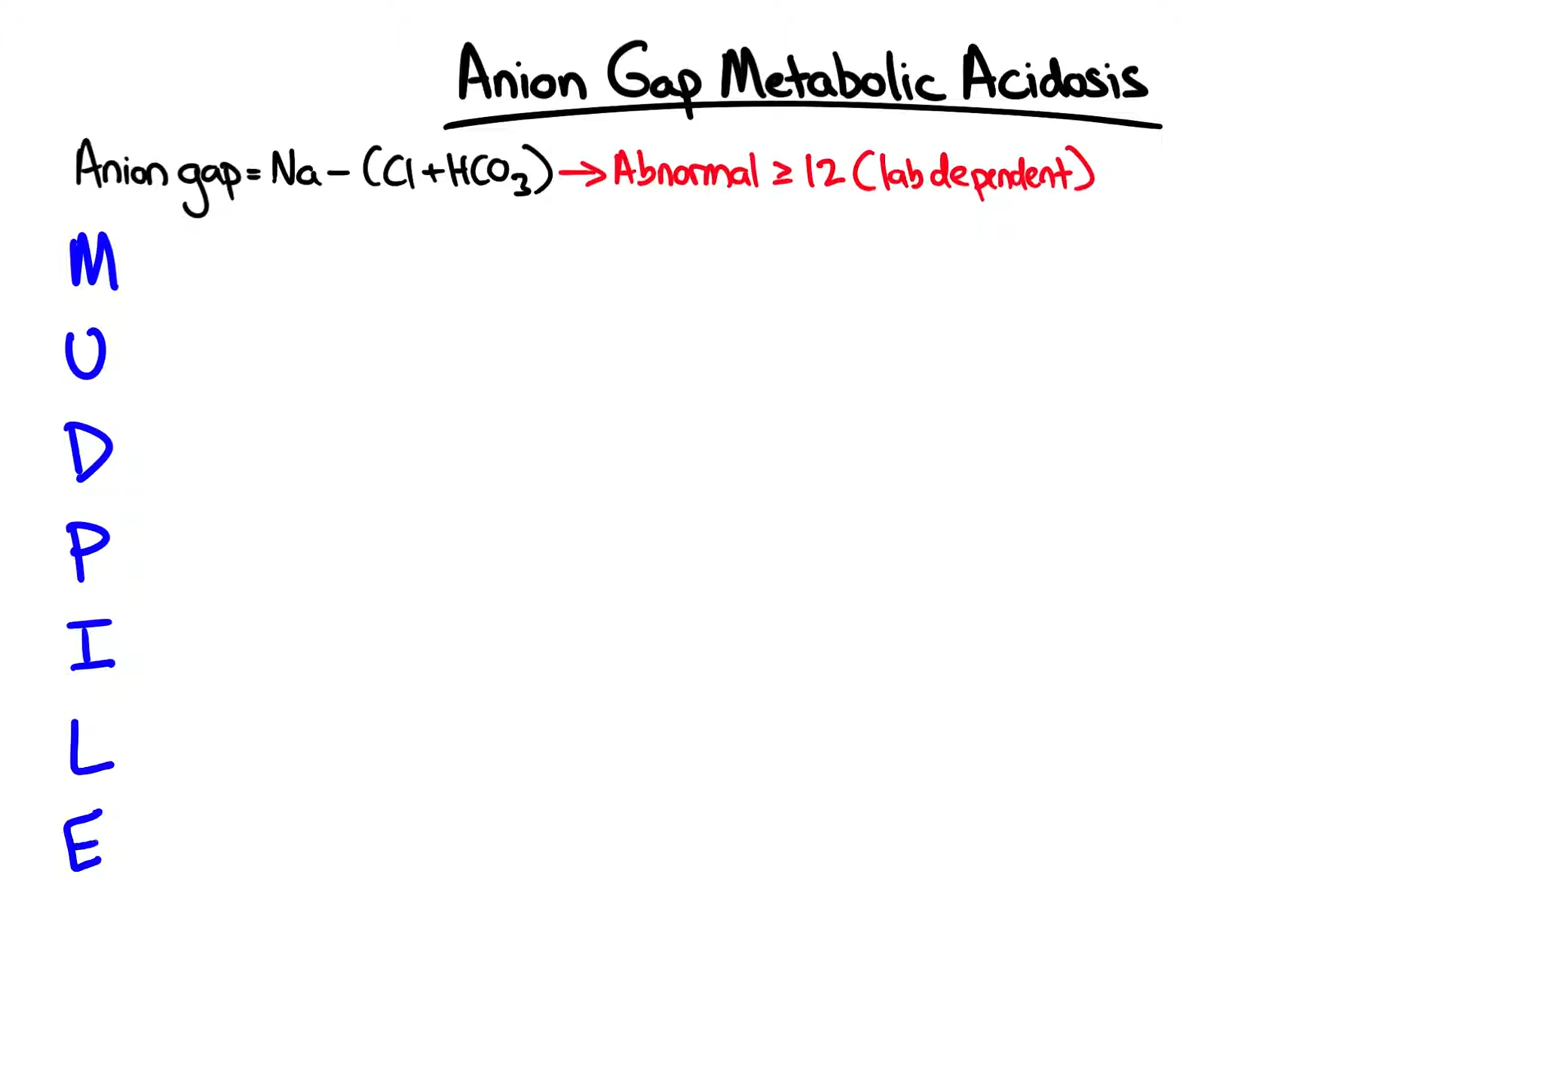 Anion Gap Metabolic Acidosis
Anion gap = Na - (Cl + HCO₃) → Abnormal ≥ 12 (lab dependent)
M
U
D
P
I
L
E